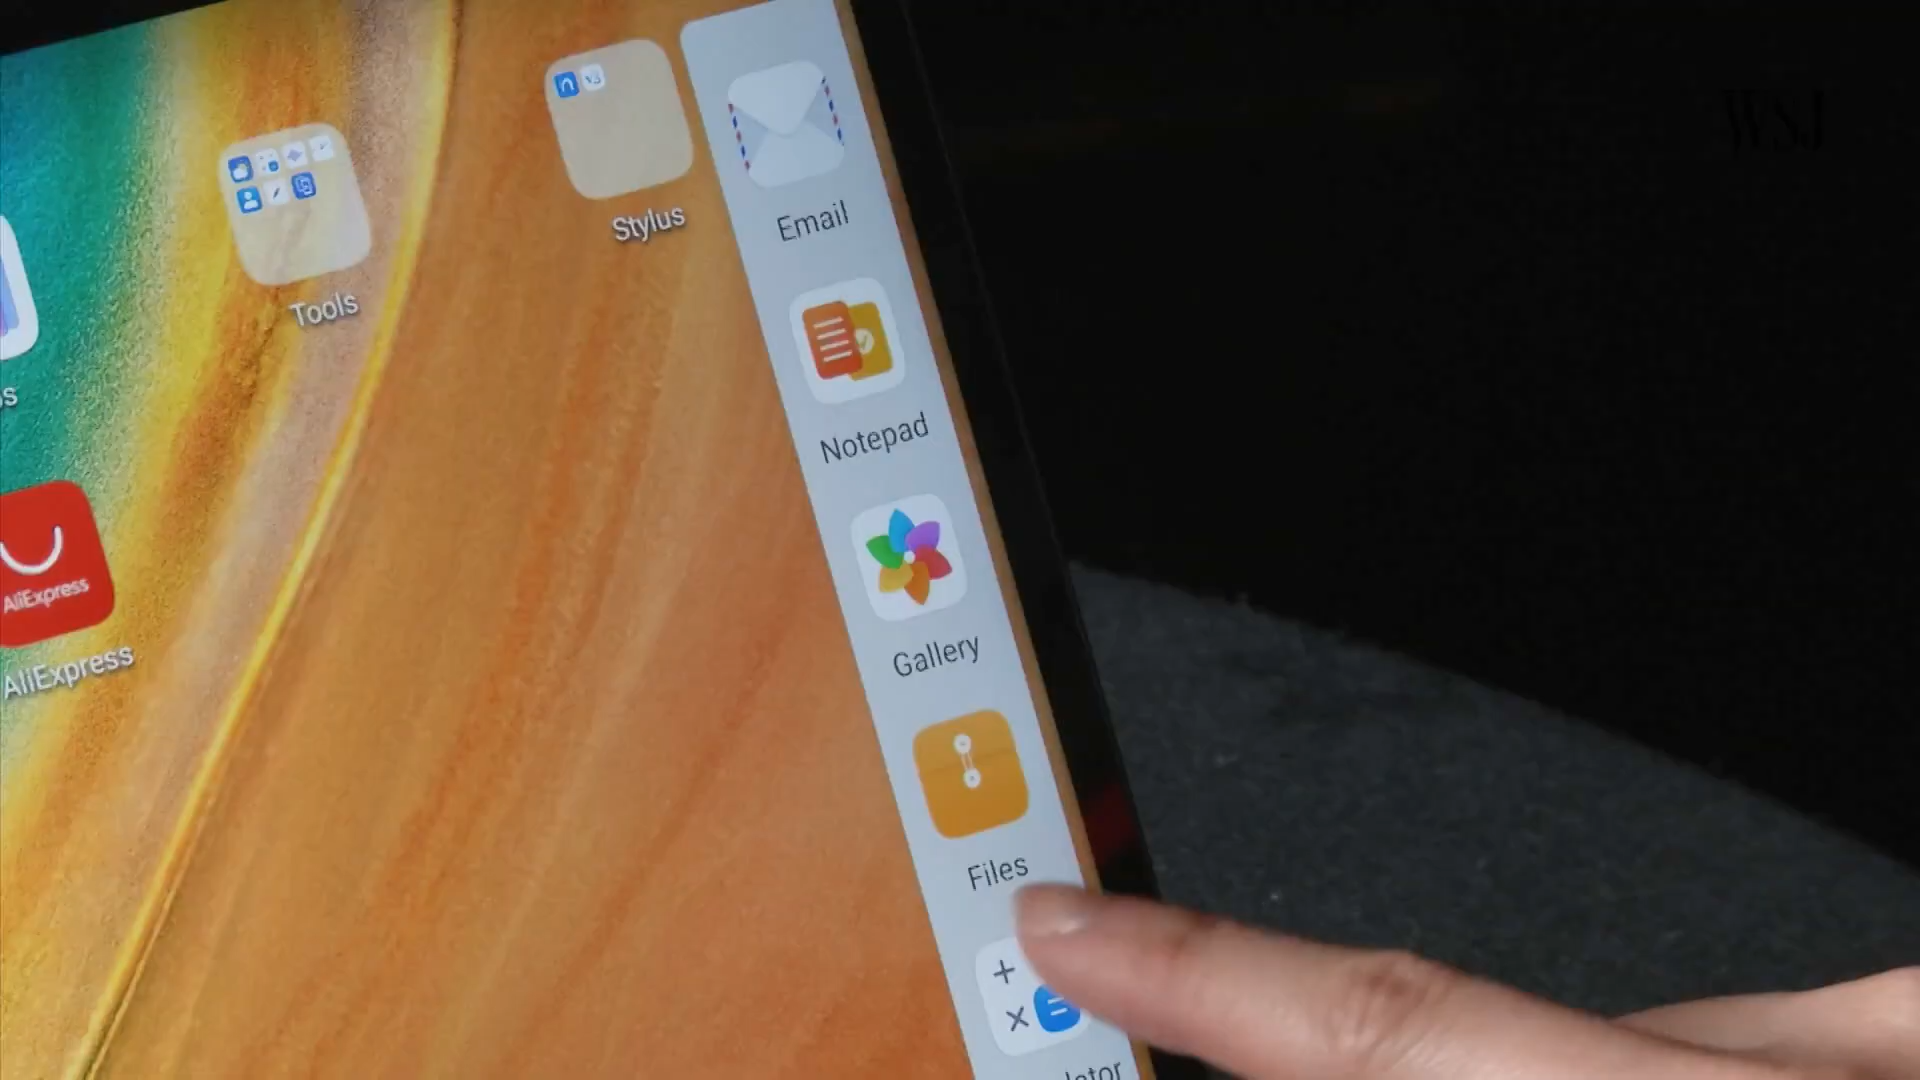 WSJ
Stylus
Email
Tools
Notepad
AliExpress
AliExpress
Gallery
Files